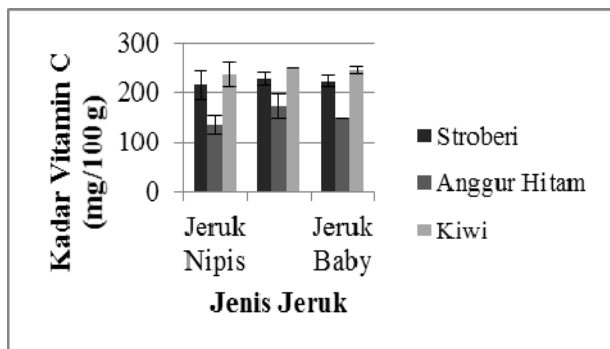 Kadar Vitamin C
(mg/100 g)
300
200
100
0
Jeruk
Nipis
Jeruk
Baby
Jenis Jeruk
Stroberi
Anggur Hitam
Kiwi